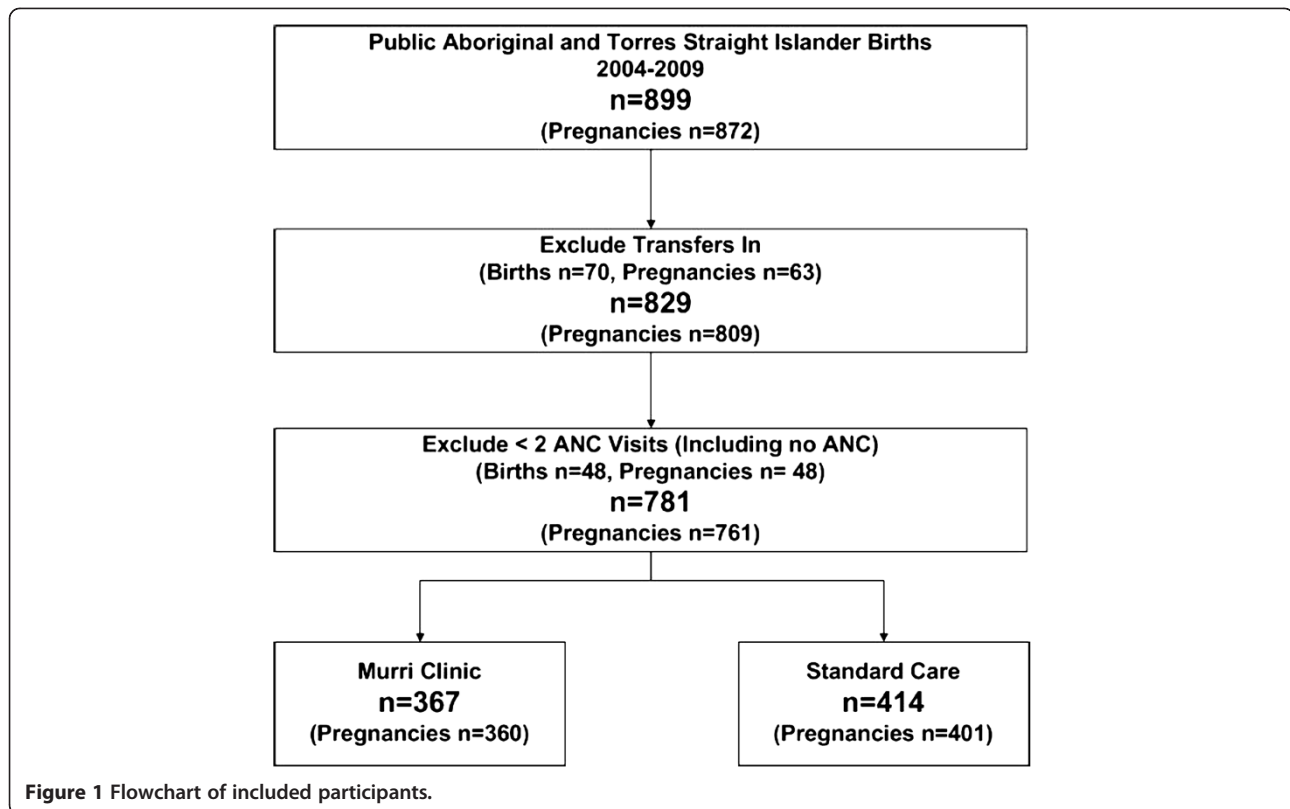 Public Aboriginal and Torres Straight Islander Births
2004-2009
n=899
(Pregnancies n=872)
Exclude Transfers In
(Births n=70, Pregnancies n=63)
n=829
(Pregnancies n=809)
Exclude < 2 ANC Visits (Including no ANC)
(Births n=48, Pregnancies n= 48)
n=781
(Pregnancies n=761)
Murri Clinic
n=367
(Pregnancies n=360)
Standard Care
n=414
(Pregnancies n=401)
Figure 1 Flowchart of included participants.